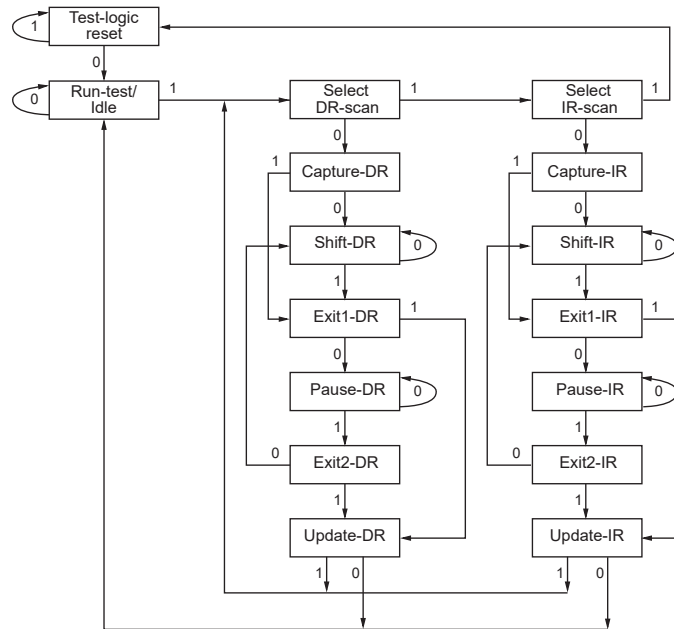 Test-logic
reset
1
0
Run-test/
Idle
0
1
Select
DR-scan
1
Select
IR-scan
1
0
0
1
Capture-DR
1
Capture-IR
0
0
Shift-DR
0
Shift-IR
0
1
1
Exit1-DR
1
Exit1-IR
1
0
0
Pause-DR
0
Pause-IR
0
1
1
0
Exit2-DR
0
Exit2-IR
1
1
Update-DR
Update-IR
1
0
1
0